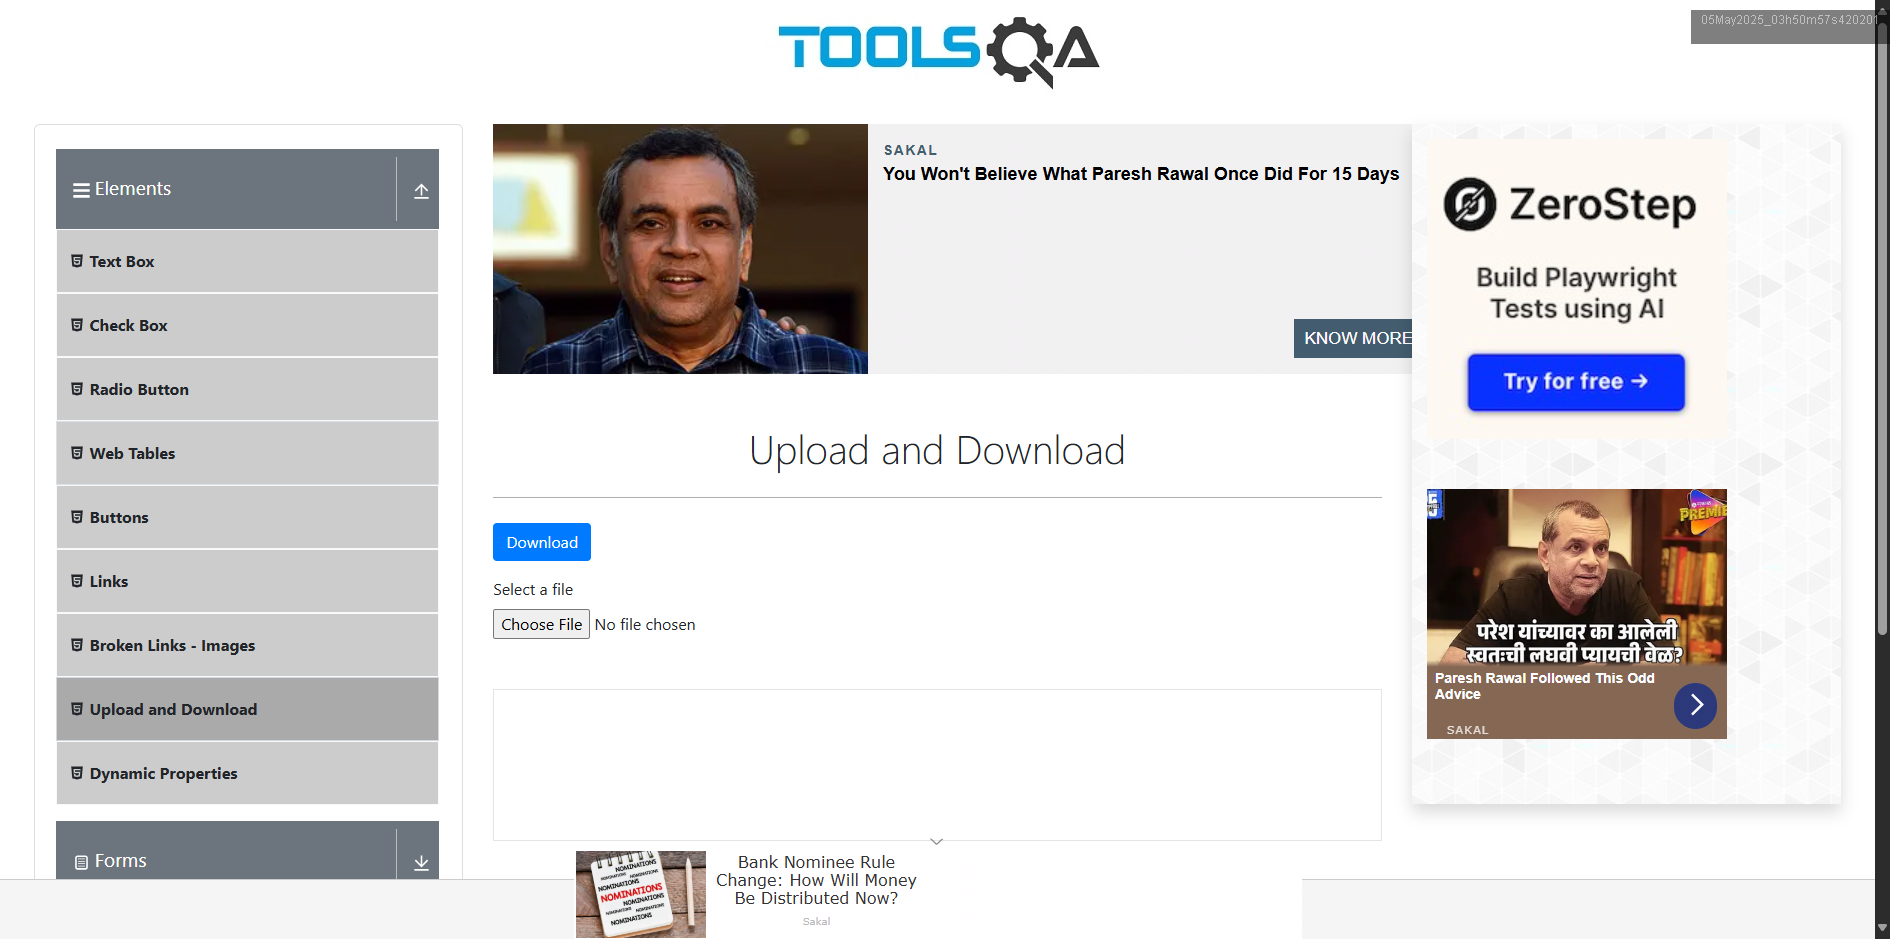 TOOLSQA
05May2025_03h50m57s420201
Elements
Text Box
Check Box
Radio Button
Web Tables
Buttons
Links
Broken Links - Images
Upload and Download
Dynamic Properties
Forms
SAKAL
You Won't Believe What Paresh Rawal Once Did For 15 Days
KNOW MORE
Upload and Download
Download
Select a file
Choose File No file chosen
ZeroStep
Build Playwright
Tests using AI
Try for free →
PREMIE
परेश यांच्यावर का आलेली
स्वतःची लघवी प्यायची वेळ?
Paresh Rawal Followed This Odd
Advice
SAKAL
NOMINATIONS
NOMINATIONS
NOMINATIONS
NOMINATIONS
NOMINATIONS
Bank Nominee Rule
Change: How Will Money
Be Distributed Now?
Sakal